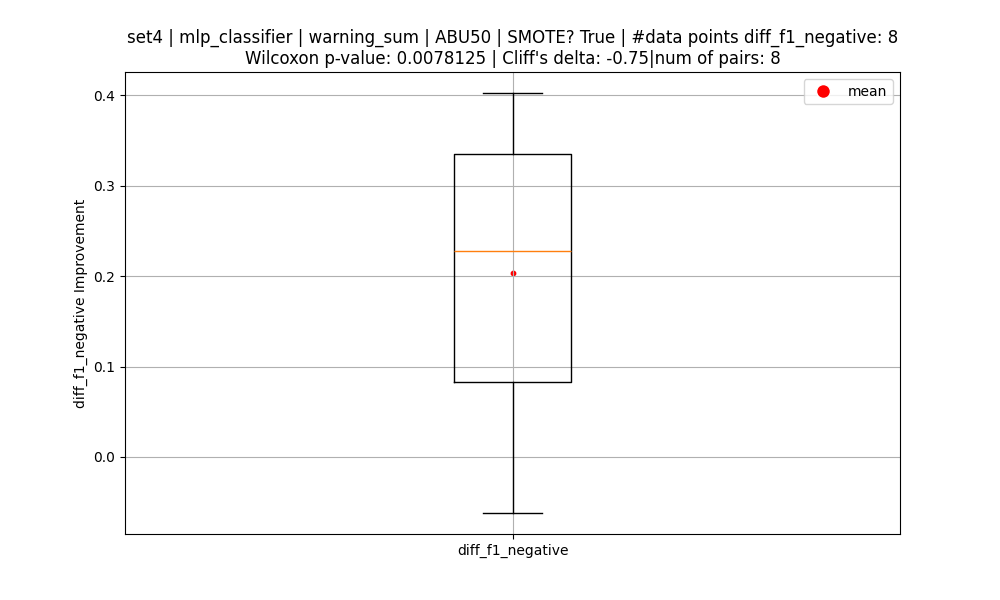 set4 | mlp_classifier | warning_sum | ABU50 | SMOTE? True | #data points diff_f1_negative: 8
Wilcoxon p-value: 0.0078125 | Cliff's delta: -0.75|num of pairs: 8
mean
0.4
0.3
0.2
0.1
0.0
diff_f1_negative Improvement
diff_f1_negative